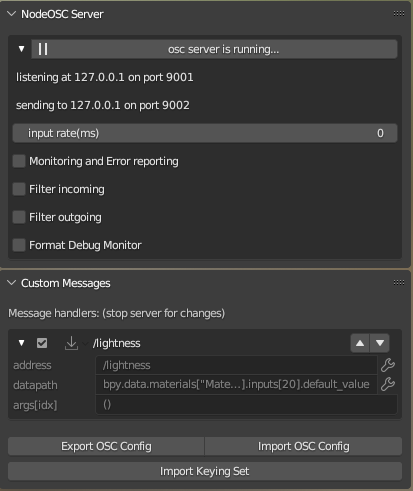 NodeOSC Server
osc server is running...
listening at 127.0.0.1 on port 9001
sending to 127.0.0.1 on port 9002
input rate(ms) 0
Monitoring and Error reporting
Filter incoming
Filter outgoing
Format Debug Monitor
Custom Messages
Message handlers: (stop server for changes)
/lightness
address /lightness
datapath bpy.data.materials["Mate...].inputs[20].default_value
args[idx] ()
Export OSC Config Import OSC Config
Import Keying Set